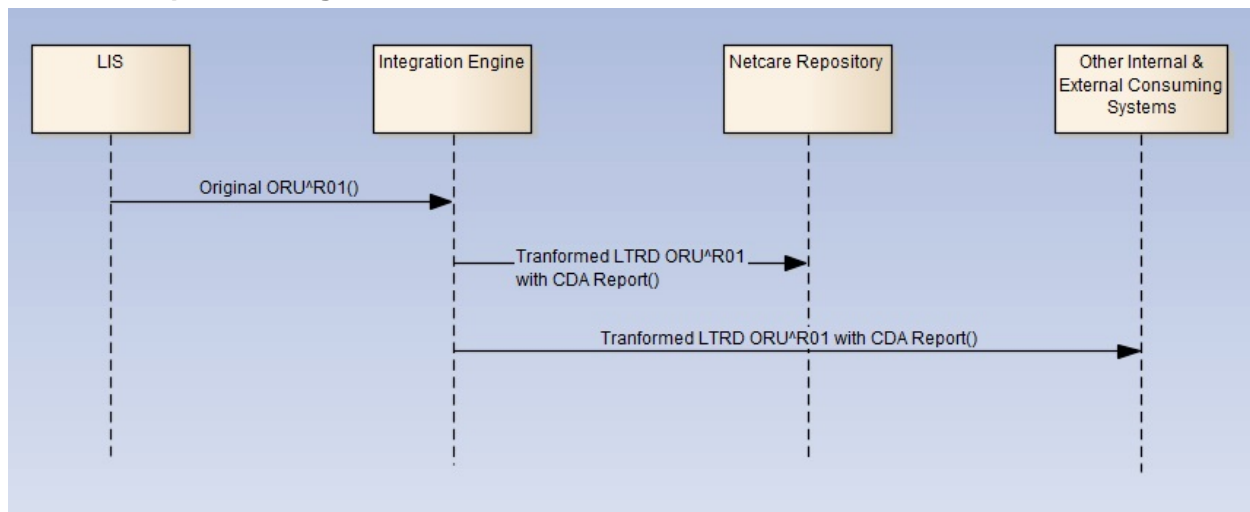 LIS
Integration Engine
Netcare Repository
Other Internal &
External Consuming
Systems
Original ORU^R01()
Tranformed LTRD ORU^R01
with CDA Report()
Tranformed LTRD ORU^R01 with CDA Report()